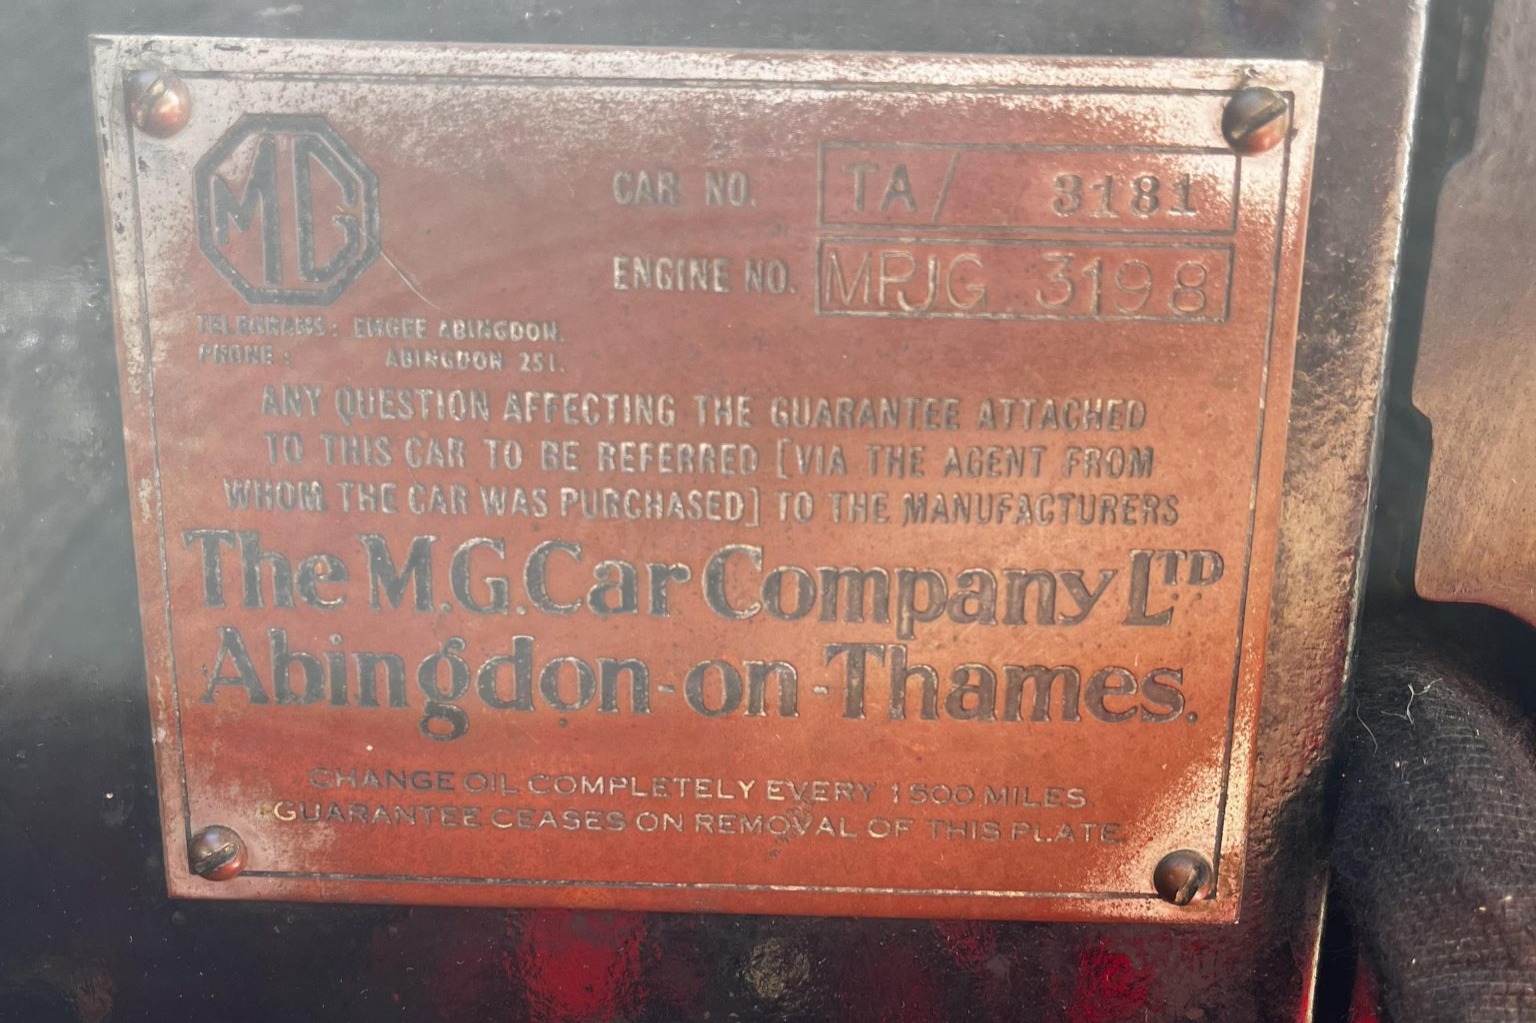 MG
CAR NO. TA/ 3181
ENGINE NO. MPJG 3198
TELEGRAMS: EMGEE ABINGDON.
PHONE: ABINGDON 251.
ANY QUESTION AFFECTING THE GUARANTEE ATTACHED
TO THIS CAR TO BE REFERRED [VIA THE AGENT FROM
WHOM THE CAR WAS PURCHASED] TO THE MANUFACTURERS
The M.G. Car Company LTD
Abingdon-on-Thames.
CHANGE OIL COMPLETELY EVERY 1500 MILES.
GUARANTEE CEASES ON REMOVAL OF THIS PLATE.